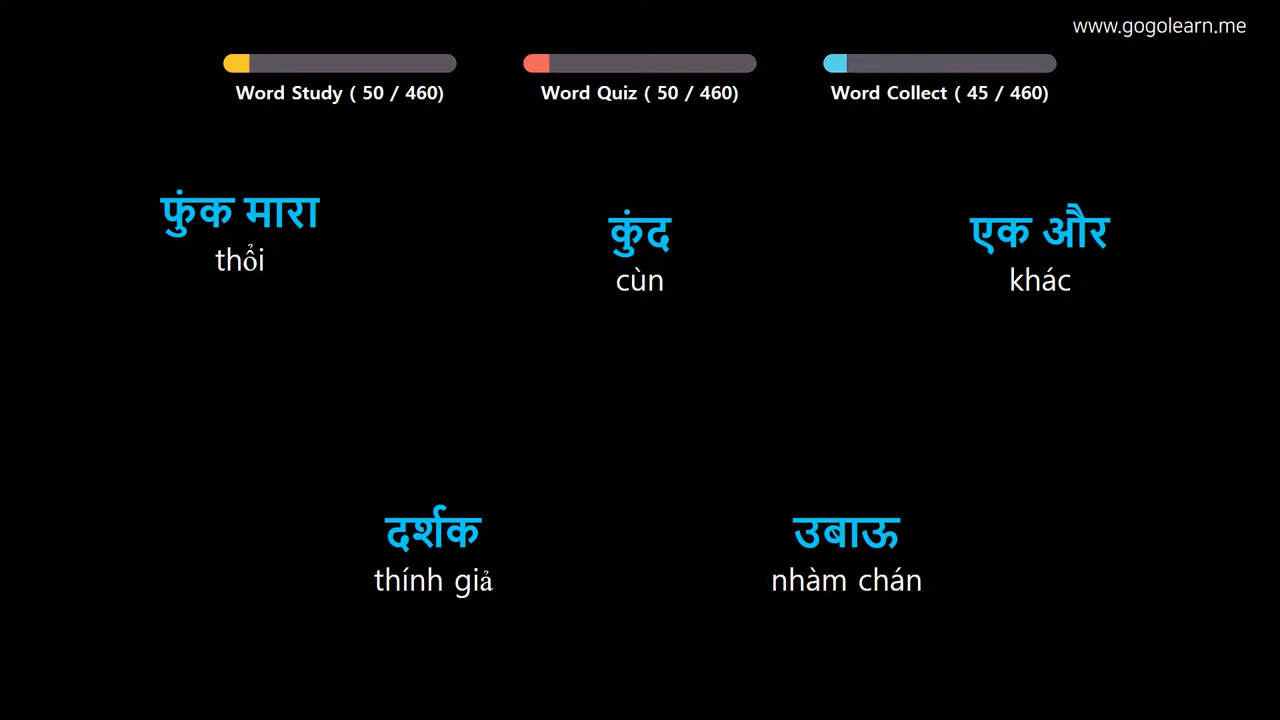 www.gogolearn.me
Word Study ( 50 / 460)
Word Quiz ( 50 / 460)
Word Collect ( 45 / 460)
फुंक मारा
thổi
कुंद
cùn
एक और
khác
दर्शक
thính giả
उबाऊ
nhàm chán